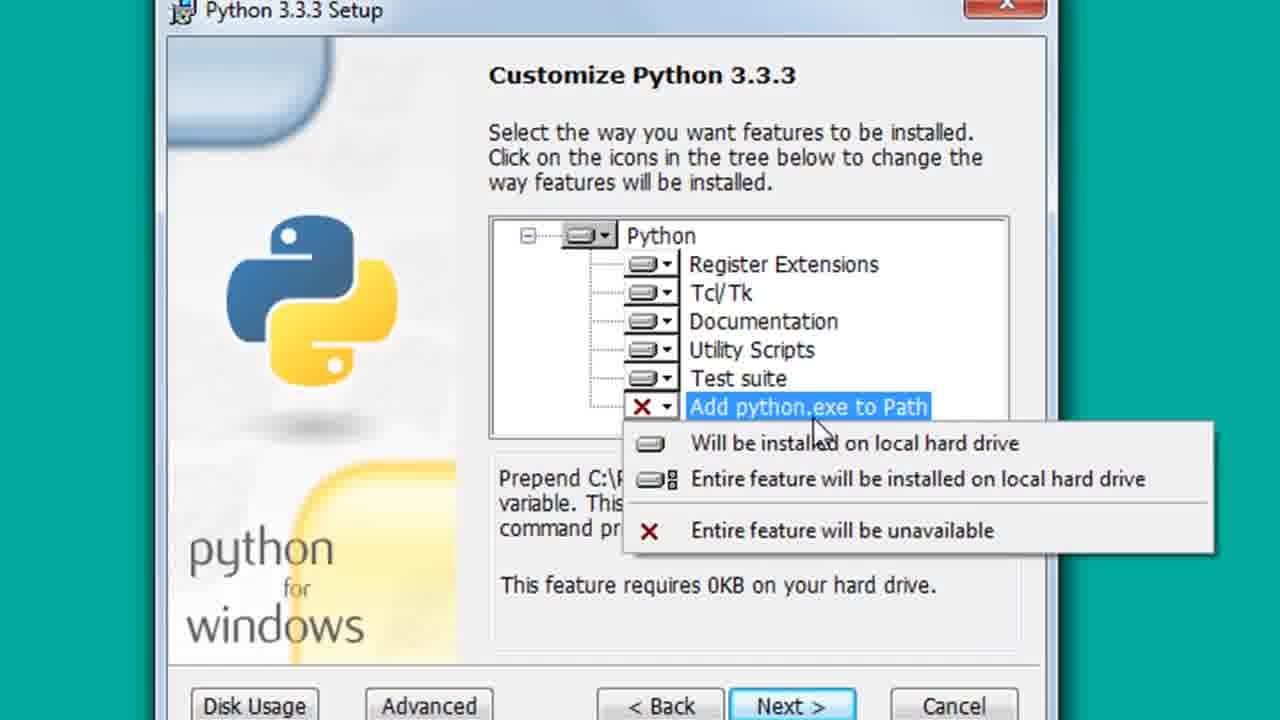 Python 3.3.3 Setup
Customize Python 3.3.3
Select the way you want features to be installed.
Click on the icons in the tree below to change the
way features will be installed.
Python
Register Extensions
Tcl/Tk
Documentation
Utility Scripts
Test suite
Add python.exe to Path
Will be installed on local hard drive
Entire feature will be installed on local hard drive
Entire feature will be unavailable
Prepend C:\
variable. This
command
This feature requires 0KB on your hard drive.
python
for
windows
Disk Usage
Advanced
< Back
Next >
Cancel